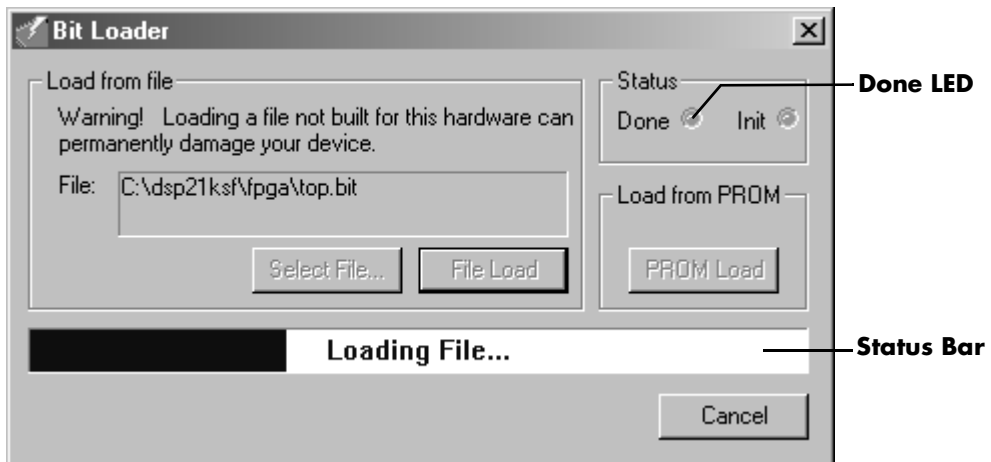 Bit Loader
Load from file
Warning! Loading a file not built for this hardware can
permanently damage your device.
File: C:\dsp21ksf\fpga\top.bit
Select File...
File Load
Status
Done
Init
Done LED
Load from PROM
PROM Load
Loading File...
Status Bar
Cancel